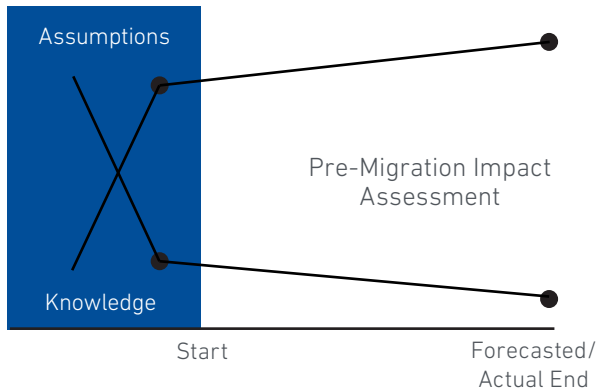 Assumptions
Pre-Migration Impact
Assessment
Knowledge
Start
Forecasted/
Actual End